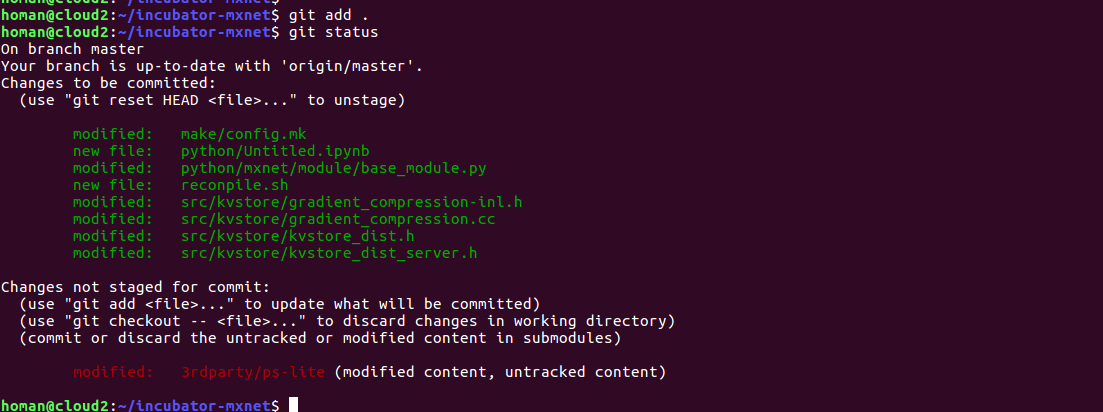 homan@cloud2:~/incubator-mxnet$ git add .
homan@cloud2:~/incubator-mxnet$ git status
On branch master
Your branch is up-to-date with 'origin/master'.
Changes to be committed:
  (use "git reset HEAD <file>..." to unstage)

        modified:   make/config.mk
        new file:   python/Untitled.ipynb
        modified:   python/mxnet/module/base_module.py
        new file:   reconpile.sh
        modified:   src/kvstore/gradient_compression-inl.h
        modified:   src/kvstore/gradient_compression.cc
        modified:   src/kvstore/kvstore_dist.h
        modified:   src/kvstore/kvstore_dist_server.h

Changes not staged for commit:
  (use "git add <file>..." to update what will be committed)
  (use "git checkout -- <file>..." to discard changes in working directory)
  (commit or discard the untracked or modified content in submodules)

        modified:   3rdparty/ps-lite (modified content, untracked content)

homan@cloud2:~/incubator-mxnet$